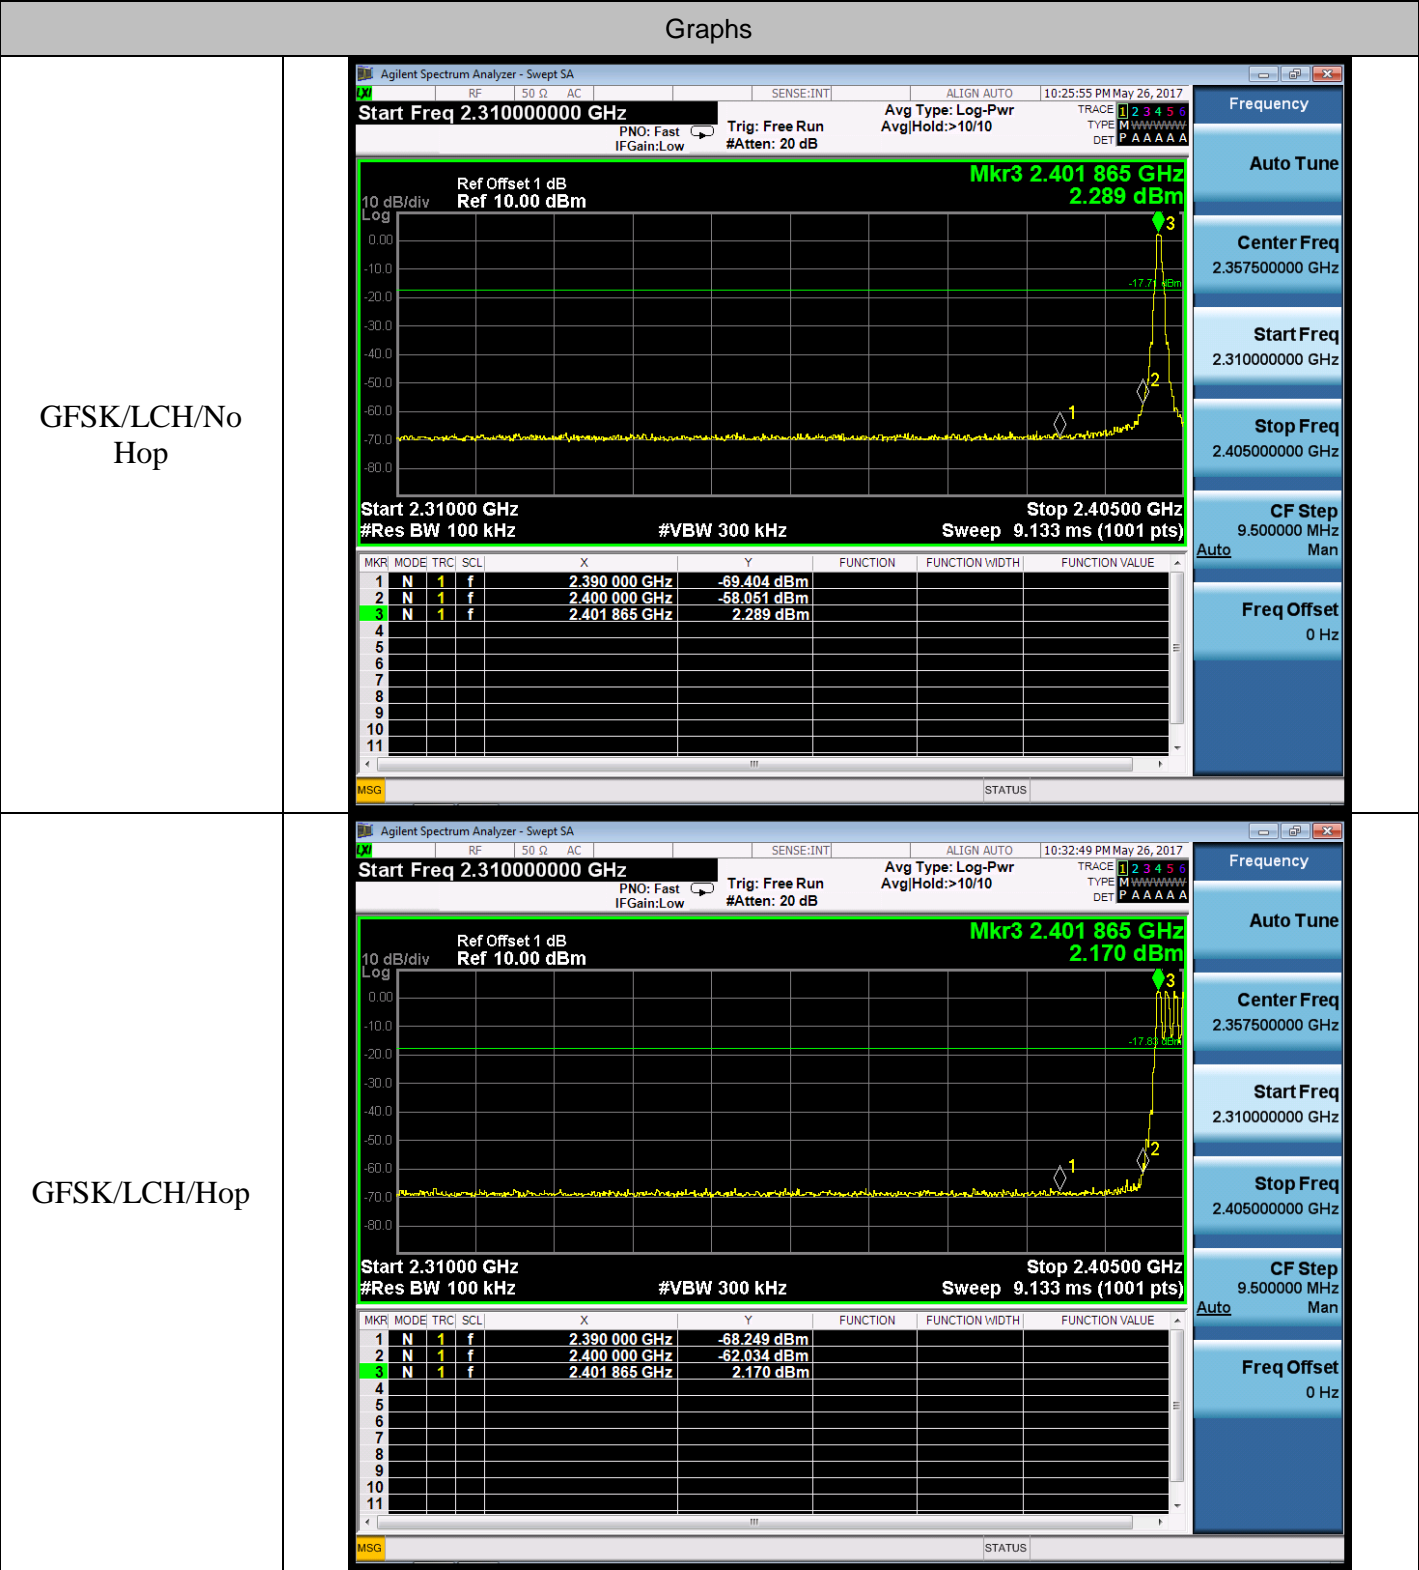 Graphs
GFSK/LCH/No
Hop
Agilent Spectrum Analyzer - Swept SA
LXI RF 50 Ω AC SENSE:INT ALIGN AUTO 10:25:55 PM May 26, 2017
Start Freq 2.310000000 GHz
PNO: Fast
IFGain:Low
Trig: Free Run
#Atten: 20 dB
Avg Type: Log-Pwr
Avg|Hold:>10/10
TRACE 1 2 3 4 5 6
TYPE M WWWWW
DET P A A A A A
Mkr3 2.401 865 GHz
2.289 dBm
Ref Offset 1 dB
10 dB/div Ref 10.00 dBm
Log
0.00
-10.0
-20.0
-30.0
-40.0
-50.0
-60.0
-70.0
-80.0
3
-17.71 dBm
2
1
Start 2.31000 GHz Stop 2.40500 GHz
#Res BW 100 kHz #VBW 300 kHz Sweep 9.133 ms (1001 pts)
MKR MODE TRC SCL X Y FUNCTION FUNCTION WIDTH FUNCTION VALUE
1 N 1 f 2.390 000 GHz -69.404 dBm
2 N 1 f 2.400 000 GHz -58.051 dBm
3 N 1 f 2.401 865 GHz 2.289 dBm
4
5
6
7
8
9
10
11
MSG STATUS
Frequency
Auto Tune
Center Freq
2.357500000 GHz
Start Freq
2.310000000 GHz
Stop Freq
2.405000000 GHz
CF Step
9.500000 MHz
Auto Man
Freq Offset
0 Hz
GFSK/LCH/Hop
Agilent Spectrum Analyzer - Swept SA
LXI RF 50 Ω AC SENSE:INT ALIGN AUTO 10:32:49 PM May 26, 2017
Start Freq 2.310000000 GHz
PNO: Fast
IFGain:Low
Trig: Free Run
#Atten: 20 dB
Avg Type: Log-Pwr
Avg|Hold:>10/10
TRACE 1 2 3 4 5 6
TYPE M WWWWW
DET P A A A A A
Mkr3 2.401 865 GHz
2.170 dBm
Ref Offset 1 dB
10 dB/div Ref 10.00 dBm
Log
0.00
-10.0
-20.0
-30.0
-40.0
-50.0
-60.0
-70.0
-80.0
3
-17.83 dBm
2
1
Start 2.31000 GHz Stop 2.40500 GHz
#Res BW 100 kHz #VBW 300 kHz Sweep 9.133 ms (1001 pts)
MKR MODE TRC SCL X Y FUNCTION FUNCTION WIDTH FUNCTION VALUE
1 N 1 f 2.390 000 GHz -68.249 dBm
2 N 1 f 2.400 000 GHz -62.034 dBm
3 N 1 f 2.401 865 GHz 2.170 dBm
4
5
6
7
8
9
10
11
MSG STATUS
Frequency
Auto Tune
Center Freq
2.357500000 GHz
Start Freq
2.310000000 GHz
Stop Freq
2.405000000 GHz
CF Step
9.500000 MHz
Auto Man
Freq Offset
0 Hz